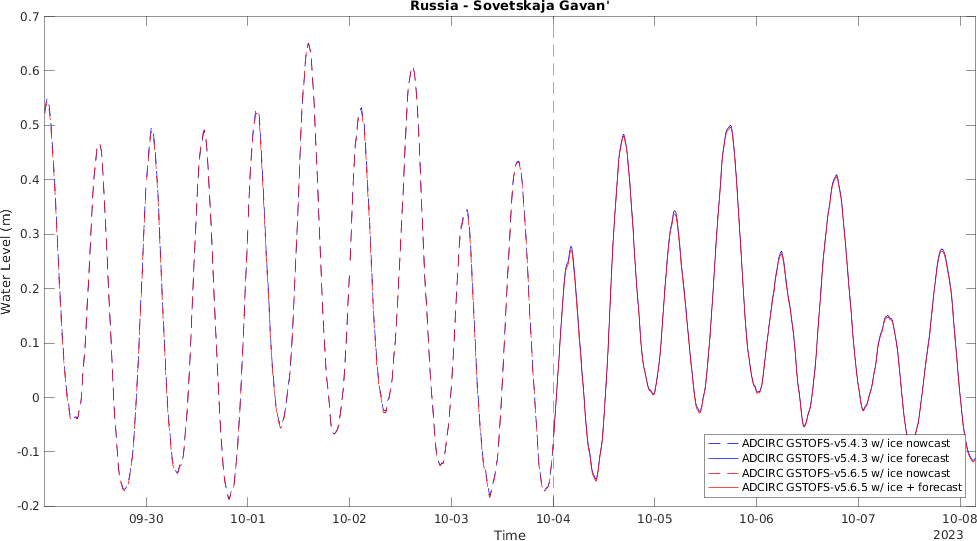 Russia - Sovetskaja Gavan'
0.7
0.6
0.5
0.4
0.3
0.2
0.1
0
-0.1
-0.2
Water Level (m)
ADCIRC GSTOFS-v5.4.3 w/ ice nowcast
ADCIRC GSTOFS-v5.4.3 w/ ice forecast
ADCIRC GSTOFS-v5.6.5 w/ ice nowcast
ADCIRC GSTOFS-v5.6.5 w/ ice + forecast
09-30 10-01 10-02 10-03 10-04 10-05 10-06 10-07 10-08
Time
2023